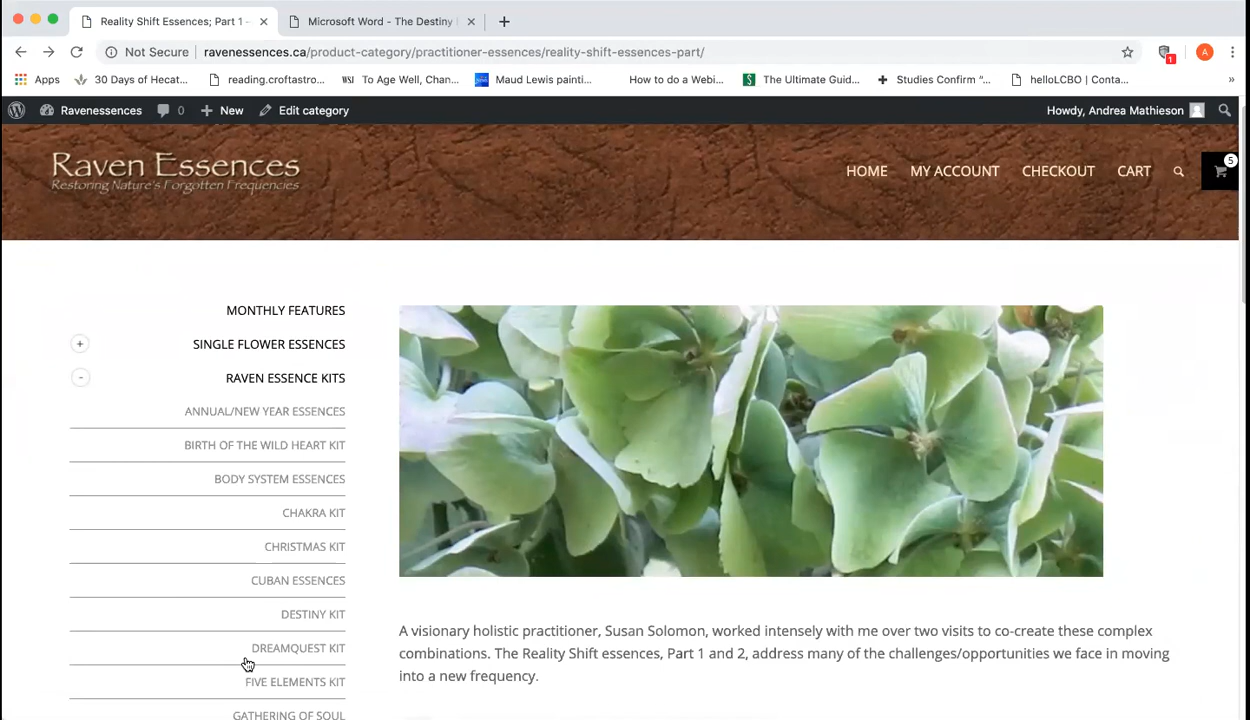 Reality Shift Essences; Part 1 -
Microsoft Word - The Destiny
Not Secure ravenessences.ca/product-category/practitioner-essences/reality-shift-essences-part/
A
1
Apps 30 Days of Hecat... reading.croftastro... WSJ To Age Well, Chan... Maud Lewis painti... How to do a Webi... S The Ultimate Guid... Studies Confirm “... helloLCBO | Conta... »
Ravenessences 0 New Edit category Howdy, Andrea Mathieson
Raven Essences
Restoring Nature's Forgotten Frequencies
HOME MY ACCOUNT CHECKOUT CART
5
MONTHLY FEATURES
SINGLE FLOWER ESSENCES
RAVEN ESSENCE KITS
ANNUAL/NEW YEAR ESSENCES
BIRTH OF THE WILD HEART KIT
BODY SYSTEM ESSENCES
CHAKRA KIT
CHRISTMAS KIT
CUBAN ESSENCES
DESTINY KIT
DREAMQUEST KIT
FIVE ELEMENTS KIT
GATHERING OF SOUL
A visionary holistic practitioner, Susan Solomon, worked intensely with me over two visits to co-create these complex
combinations. The Reality Shift essences, Part 1 and 2, address many of the challenges/opportunities we face in moving
into a new frequency.